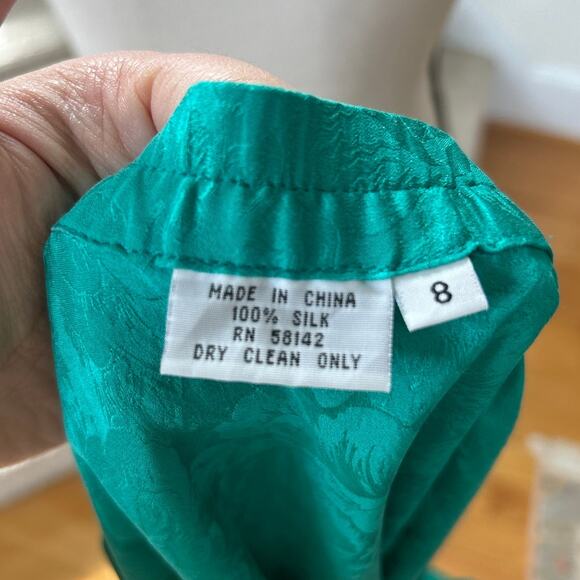 MADE IN CHINA
100% SILK
RN 58142
DRY CLEAN ONLY
8